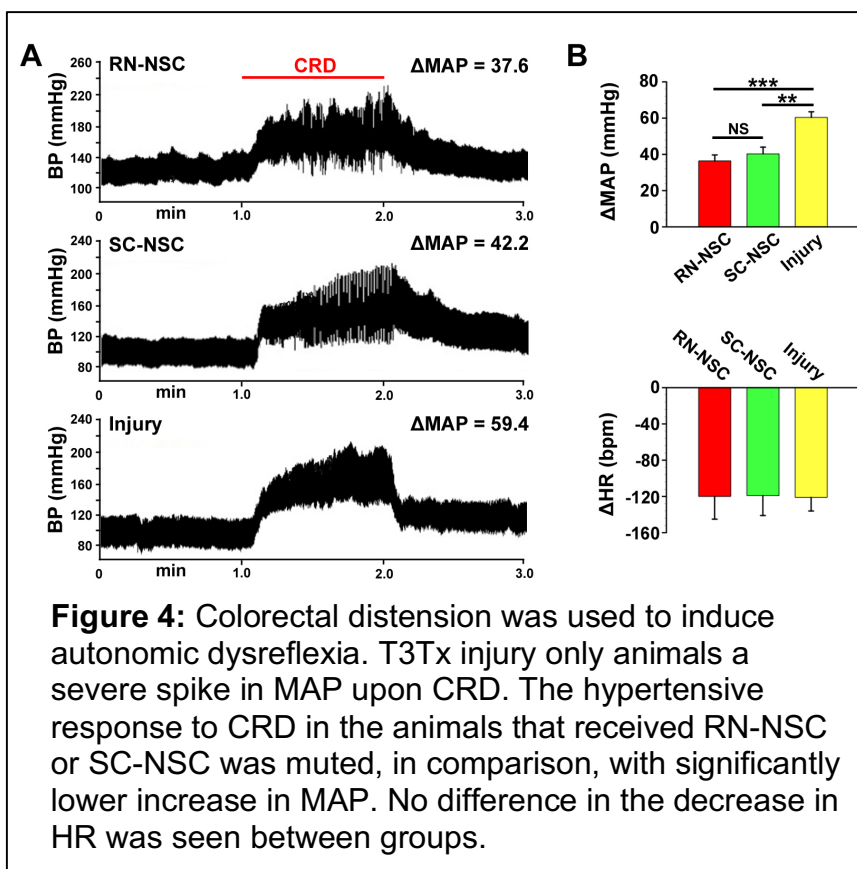 A
RN-NSC
CRD
ΔMAP = 37.6
BP (mmHg)
260
220
180
140
100
0
min
1.0
2.0
3.0
SC-NSC
ΔMAP = 42.2
BP (mmHg)
240
200
160
120
80
0
min
1.0
2.0
3.0
Injury
ΔMAP = 59.4
BP (mmHg)
240
200
160
120
80
0
min
1.0
2.0
3.0
B
ΔMAP (mmHg)
80
60
40
20
0
***
**
NS
RN-NSC
SC-NSC
Injury
RN-NSC
SC-NSC
Injury
ΔHR (bpm)
0
-40
-80
-120
-160
Figure 4: Colorectal distension was used to induce
autonomic dysreflexia. T3Tx injury only animals a
severe spike in MAP upon CRD. The hypertensive
response to CRD in the animals that received RN-NSC
or SC-NSC was muted, in comparison, with significantly
lower increase in MAP. No difference in the decrease in
HR was seen between groups.